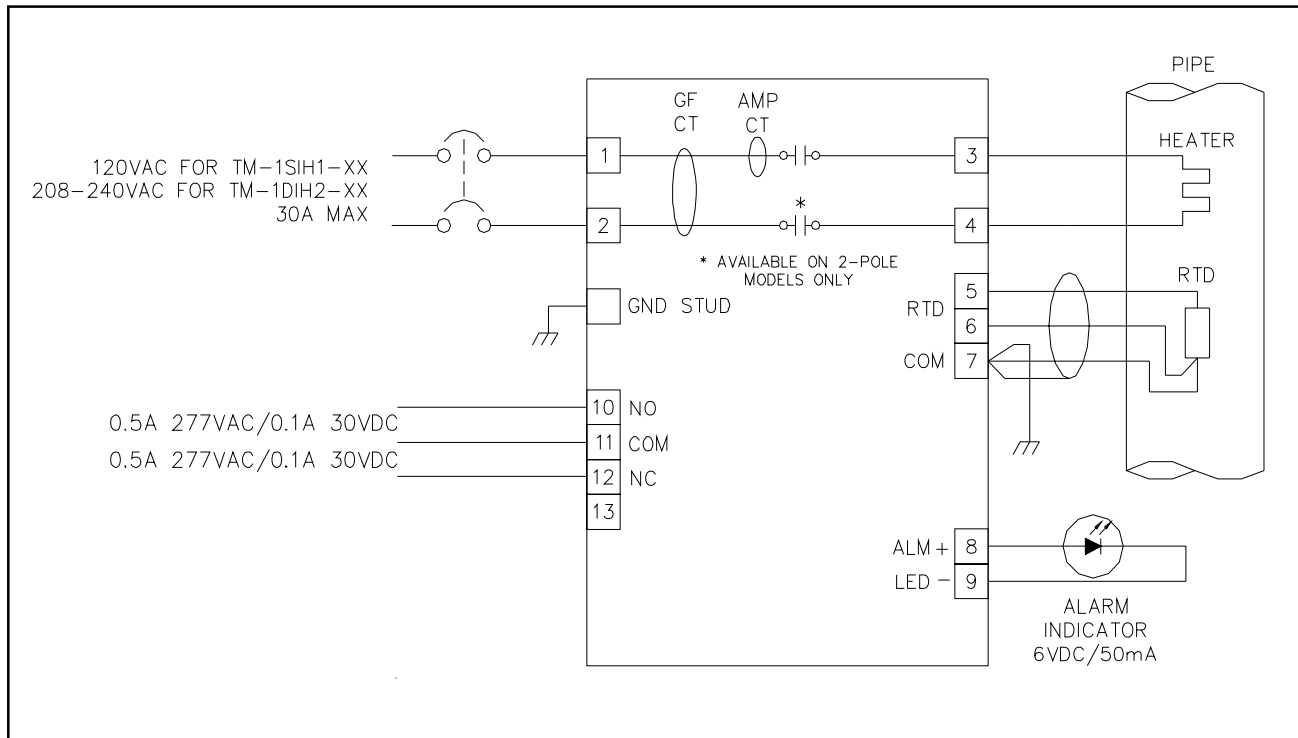 PIPE
GF
CT
AMP
CT
HEATER
120VAC FOR TM-1SIH1-XX
208-240VAC FOR TM-1DIH2-XX
30A MAX
1
3
2
*
4
* AVAILABLE ON 2-POLE
MODELS ONLY
GND STUD
RTD
5
6
COM
7
RTD
0.5A 277VAC/0.1A 30VDC
0.5A 277VAC/0.1A 30VDC
10 NO
11 COM
12 NC
13
ALM + 8
LED - 9
ALARM
INDICATOR
6VDC/50mA